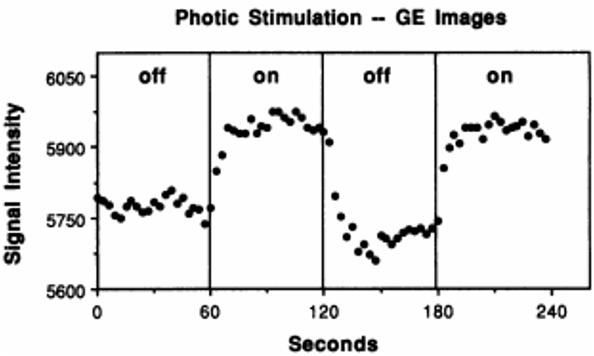 Photic Stimulation -- GE Images
off on off on
Signal Intensity
6050
5900
5750
5600
0 60 120 180 240
Seconds